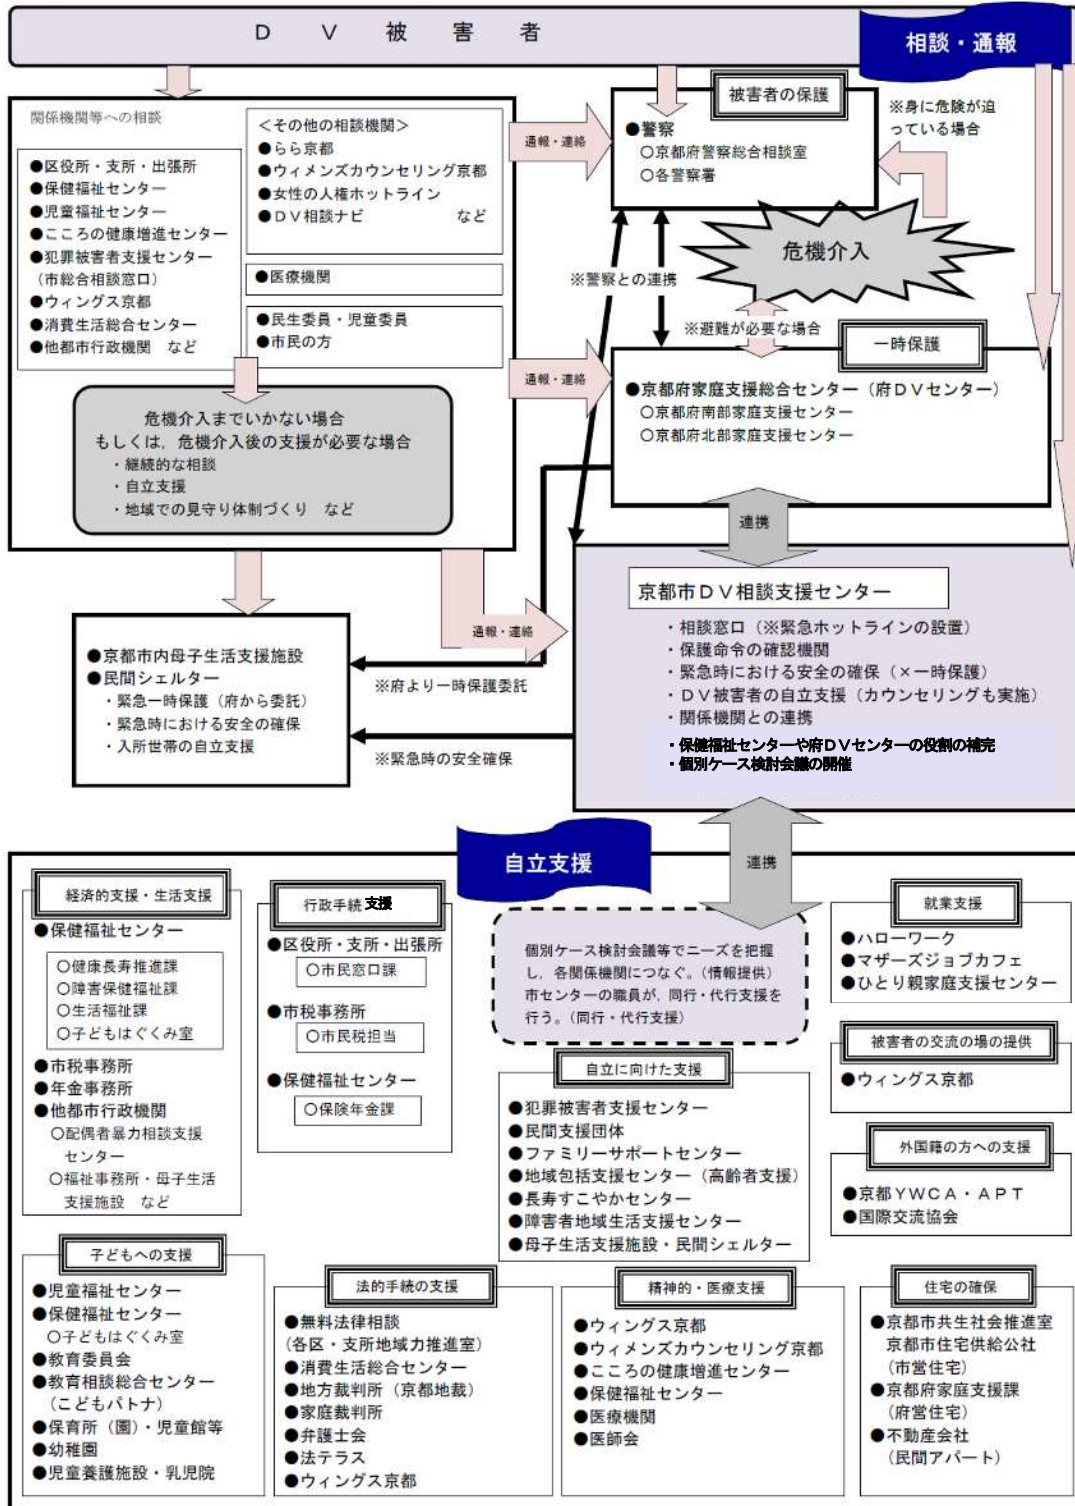 DV被害者
相談・通報
関係機関等への相談
●区役所・支所・出張所
●保健福祉センター
●児童福祉センター
●こころの健康増進センター
●犯罪被害者支援センター
(市総合相談窓口)
●ウィングス京都
●消費生活総合センター
●他都市行政機関 など
<その他の相談機関>
●らら京都
●ウィメンズカウンセリング京都
●女性の人権ホットライン
●DV相談ナビ など
●医療機関
●民生委員・児童委員
●市民の方
危機介入までいかない場合
もしくは,危機介入後の支援が必要な場合
・継続的な相談
・自立支援
・地域での見守り体制づくり など
通報・連絡
被害者の保護
●警察
○京都府警察総合相談室
○各警察署
※身に危険が迫
っている場合
危機介入
※警察との連携
※避難が必要な場合
通報・連絡
一時保護
●京都府家庭支援総合センター(府DVセンター)
○京都府南部家庭支援センター
○京都府北部家庭支援センター
連携
京都市DV相談支援センター
・相談窓口(※緊急ホットラインの設置)
・保護命令の確認機関
・緊急時における安全の確保(×一時保護)
・DV被害者の自立支援(カウンセリングも実施)
・関係機関との連携
・保健福祉センターや府DVセンターの役割の補完
・個別ケース検討会議の開催
通報・連絡
●京都市内母子生活支援施設
●民間シェルター
・緊急一時保護(府から委託)
・緊急時における安全の確保
・入所世帯の自立支援
※府より一時保護委託
※緊急時の安全確保
自立支援
連携
個別ケース検討会議等でニーズを把握
し,各関係機関につなぐ。(情報提供)
市センターの職員が,同行・代行支援を
行う。(同行・代行支援)
経済的支援・生活支援
●保健福祉センター
○健康長寿推進課
○障害保健福祉課
○生活福祉課
○子どもはぐくみ室
●市税事務所
●年金事務所
●他都市行政機関
○配偶者暴力相談支援
センター
○福祉事務所・母子生活
支援施設 など
行政手続支援
●区役所・支所・出張所
○市民窓口課
●市税事務所
○市民税担当
●保健福祉センター
○保険年金課
自立に向けた支援
●犯罪被害者支援センター
●民間支援団体
●ファミリーサポートセンター
●地域包括支援センター(高齢者支援)
●長寿すこやかセンター
●障害者地域生活支援センター
●母子生活支援施設・民間シェルター
就業支援
●ハローワーク
●マザーズジョブカフェ
●ひとり親家庭支援センター
被害者の交流の場の提供
●ウィングス京都
外国籍の方への支援
●京都YWCA・APT
●国際交流協会
子どもへの支援
●児童福祉センター
●保健福祉センター
○子どもはぐくみ室
●教育委員会
●教育相談総合センター
(こどもパトナ)
●保育所(園)・児童館等
●幼稚園
●児童養護施設・乳児院
法的手続の支援
●無料法律相談
(各区・支所地域力推進室)
●消費生活総合センター
●地方裁判所(京都地裁)
●家庭裁判所
●弁護士会
●法テラス
●ウィングス京都
精神的・医療支援
●ウィングス京都
●ウィメンズカウンセリング京都
●こころの健康増進センター
●保健福祉センター
●医療機関
●医師会
住宅の確保
●京都市共生社会推進室
京都市住宅供給公社
(市営住宅)
●京都府家庭支援課
(府営住宅)
●不動産会社
(民間アパート)